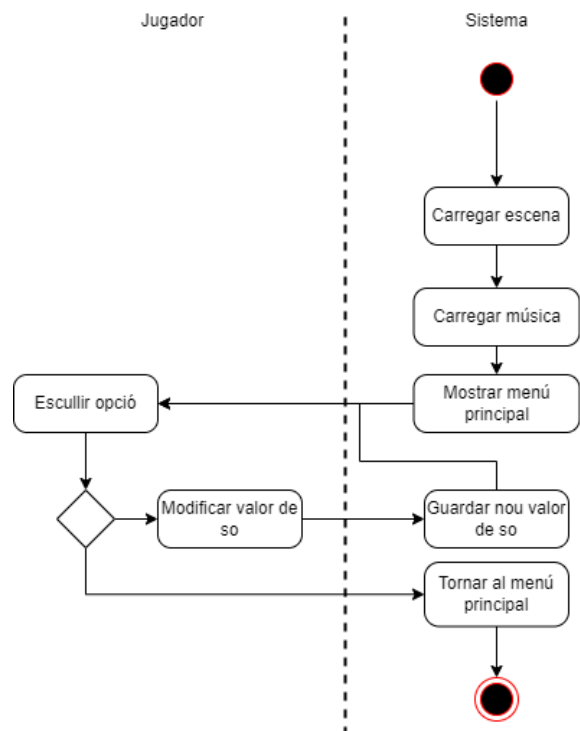 Jugador
Sistema
Carregar escena
Carregar música
Mostrar menú
principal
Escullir opció
Modificar valor de
so
Guardar nou valor
de so
Tornar al menú
principal